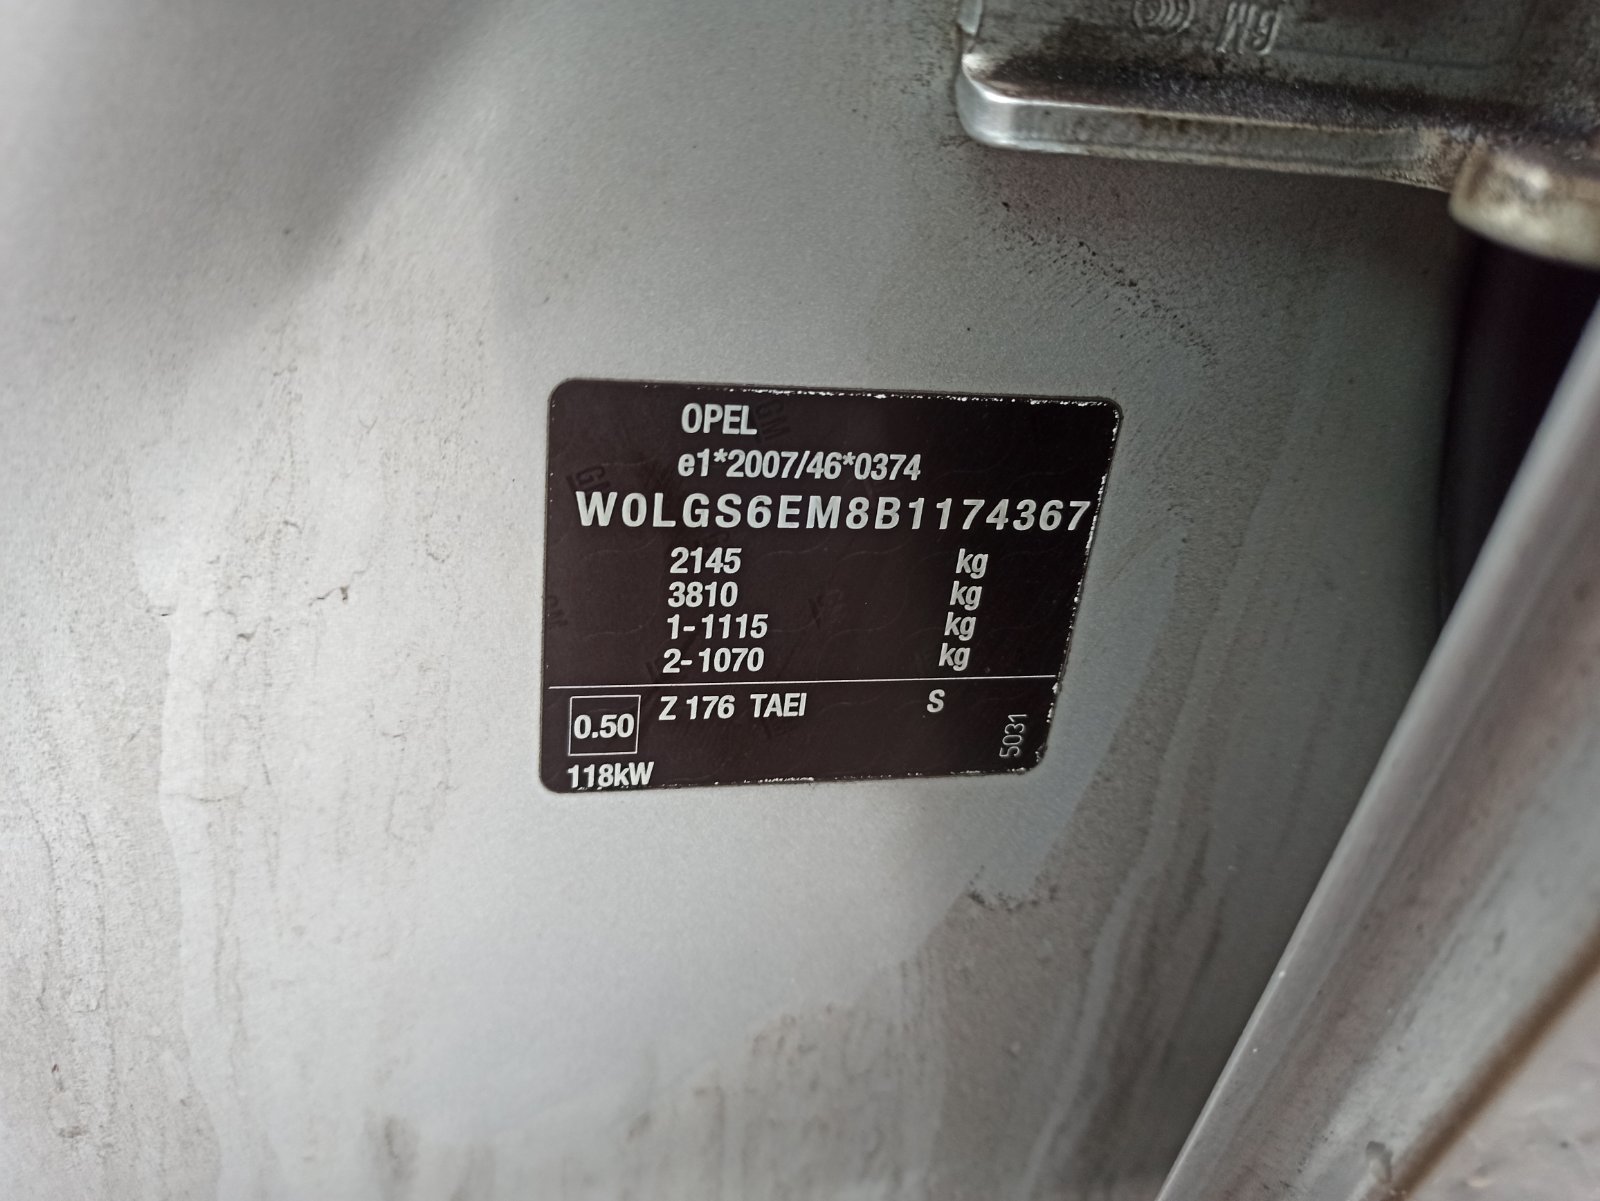 GM
OPEL
e1*2007/46*0374
W0LGS6EM8B1174367
2145 kg
3810 kg
1-1115 kg
2-1070 kg
0.50 Z 176 TAEI S
5031
118kW